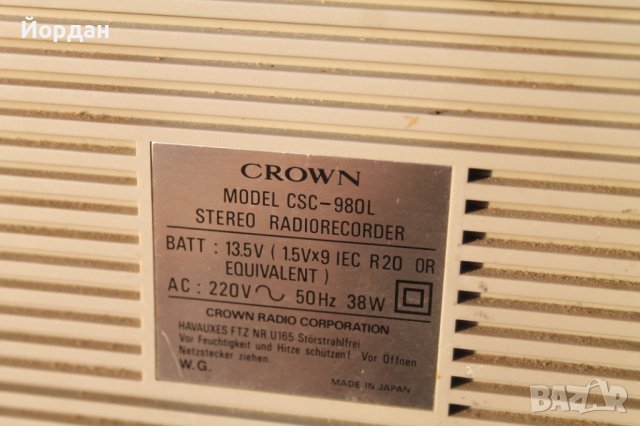 Йордан
CROWN
MODEL CSC-980L
STEREO RADIORECORDER
BATT : 13.5V ( 1.5V×9 IEC R20 OR
EQUIVALENT )
AC : 220V ~ 50Hz 38W
CROWN RADIO CORPORATION
HAVAUXES FTZ NR.U165 Störstrahlfrei
Vor Feuchtigkeit und Hitze schützen! Vor Öffnen
Netzstecker ziehen.
W.G.
MADE IN JAPAN
BAZAR